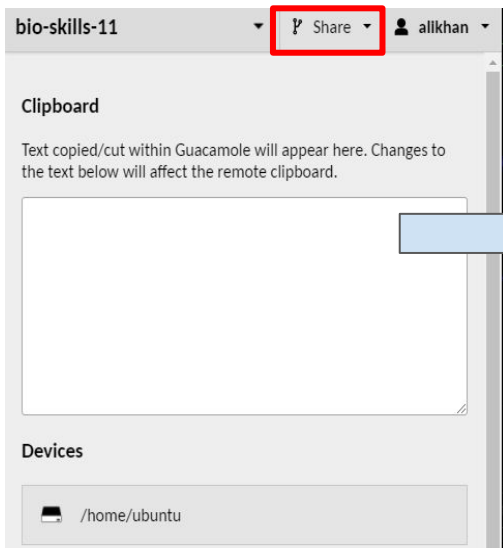 bio-skills-11 Share alikhan
Clipboard
Text copied/cut within Guacamole will appear here. Changes to
the text below will affect the remote clipboard.
Devices
/home/ubuntu